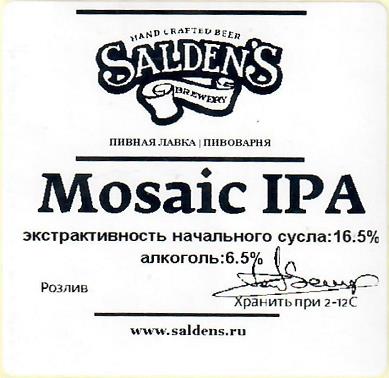 HAND CRAFTED BEER
SALDEN'S
BREWERY
ПИВНАЯ ЛАВКА | ПИВОВАРНЯ
Mosaic IPA
экстрактивность начального сусла:16.5%
алкоголь:6.5%
Розлив
Хранить при 2-12С
www.saldens.ru